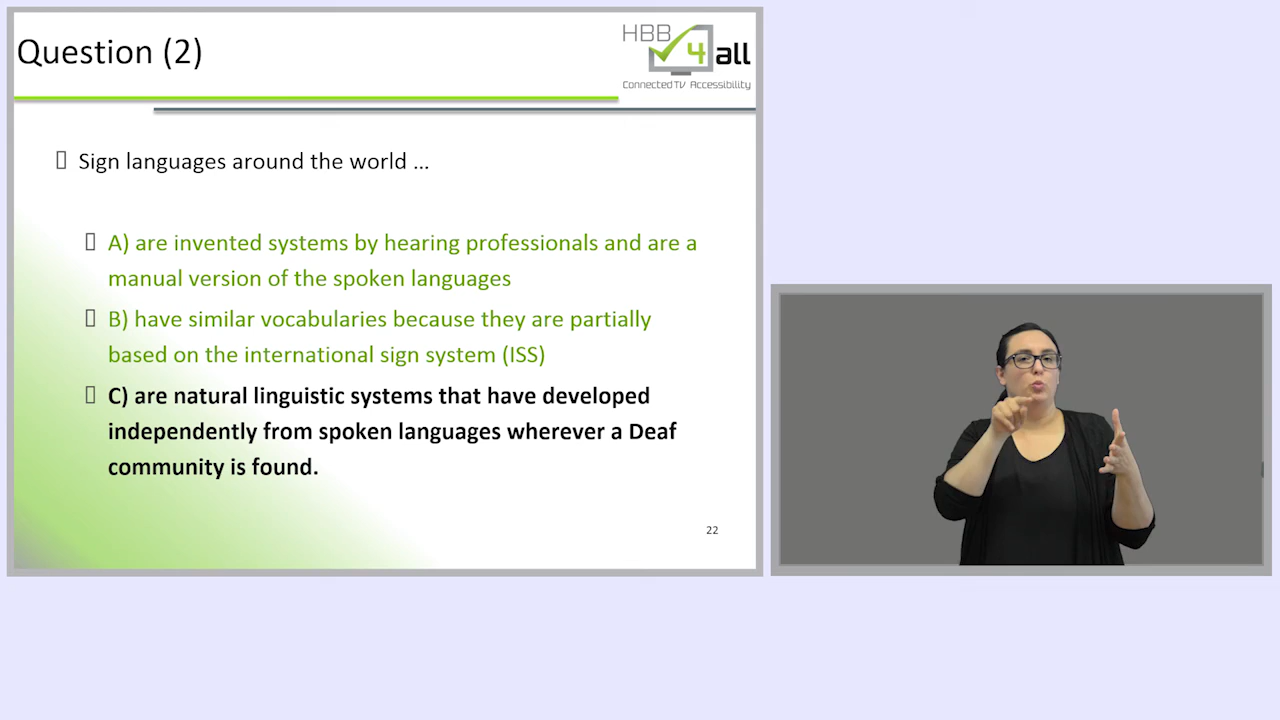 Question (2)
HBB
4 all
Connected TV Accessibility
Sign languages around the world ...
A) are invented systems by hearing professionals and are a
manual version of the spoken languages
B) have similar vocabularies because they are partially
based on the international sign system (ISS)
C) are natural linguistic systems that have developed
independently from spoken languages wherever a Deaf
community is found.
22